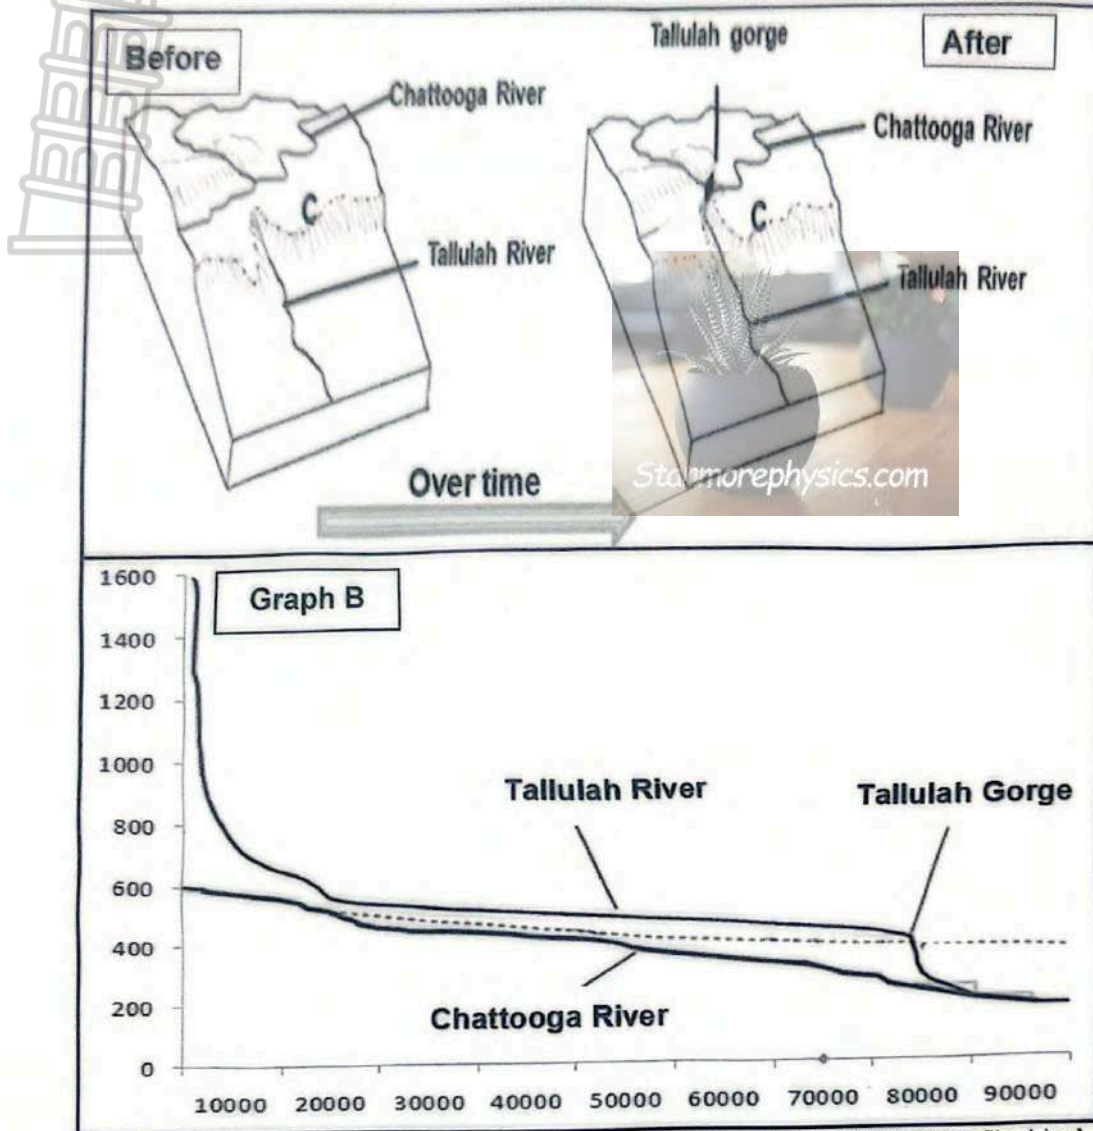 Before
Tallulah gorge
After
Chattooga River
Chattooga River
C
C
Tallulah River
Tallulah River
Over time
Stanmorephysics.com
Graph B
1600
1400
1200
1000
800
600
400
200
0
Tallulah River
Tallulah Gorge
Chattooga River
10000 20000 30000 40000 50000 60000 70000 80000 90000